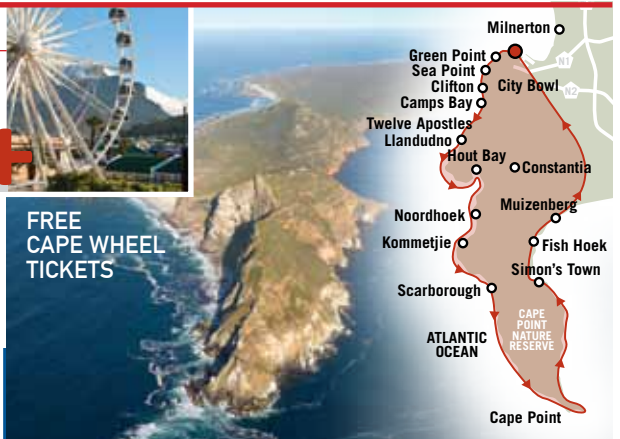 FREE
CAPE WHEEL
TICKETS
Milnerton
Green Point
N1
Sea Point
Clifton
City Bowl
N2
Camps Bay
Twelve Apostles
Llandudno
Hout Bay
Constantia
Noordhoek
Muizenberg
Kommetjie
Fish Hoek
Simon's Town
Scarborough
CAPE
POINT
NATURE
RESERVE
ATLANTIC
OCEAN
Cape Point